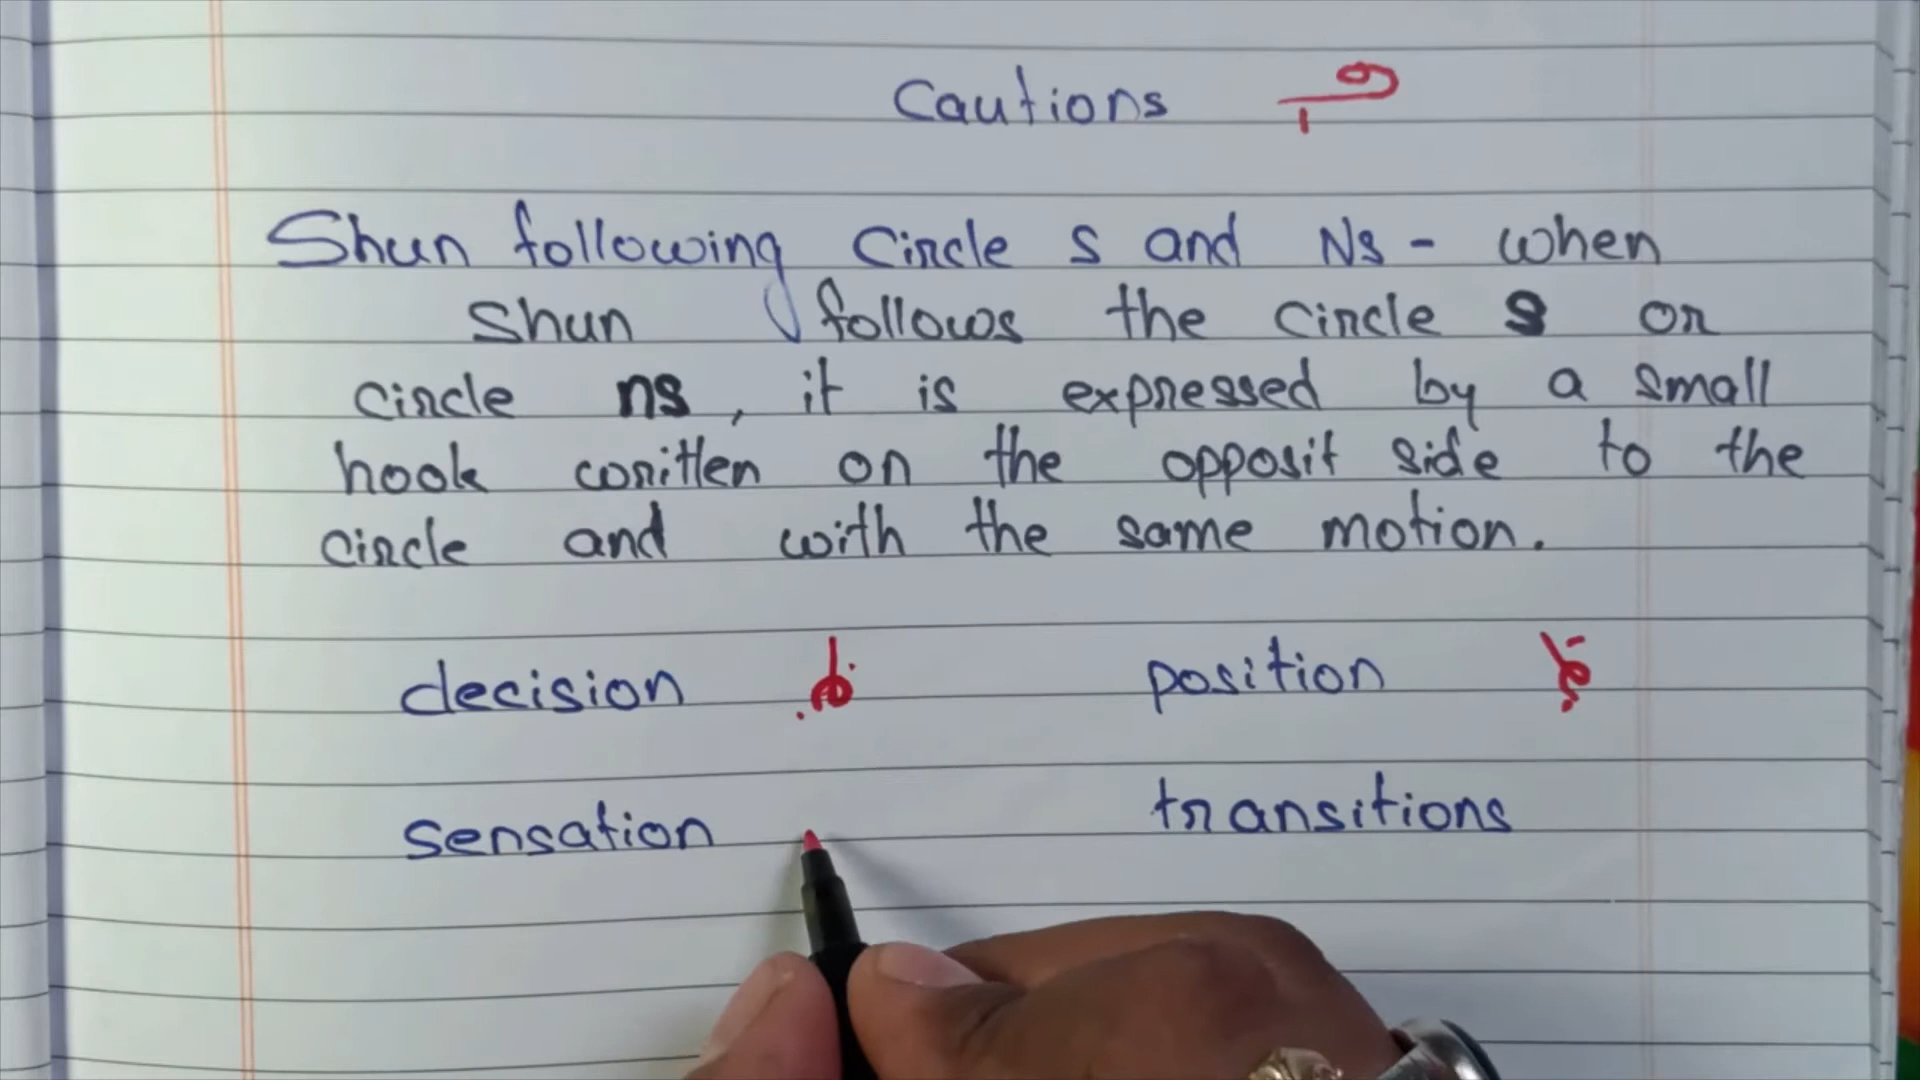 Cautions
Shun following Circle s and Ns - when
Shun follows the circle s or
circle ns, it is expressed by a small
hook written on the opposit side to the
circle and with the same motion.
decision position
sensation transitions